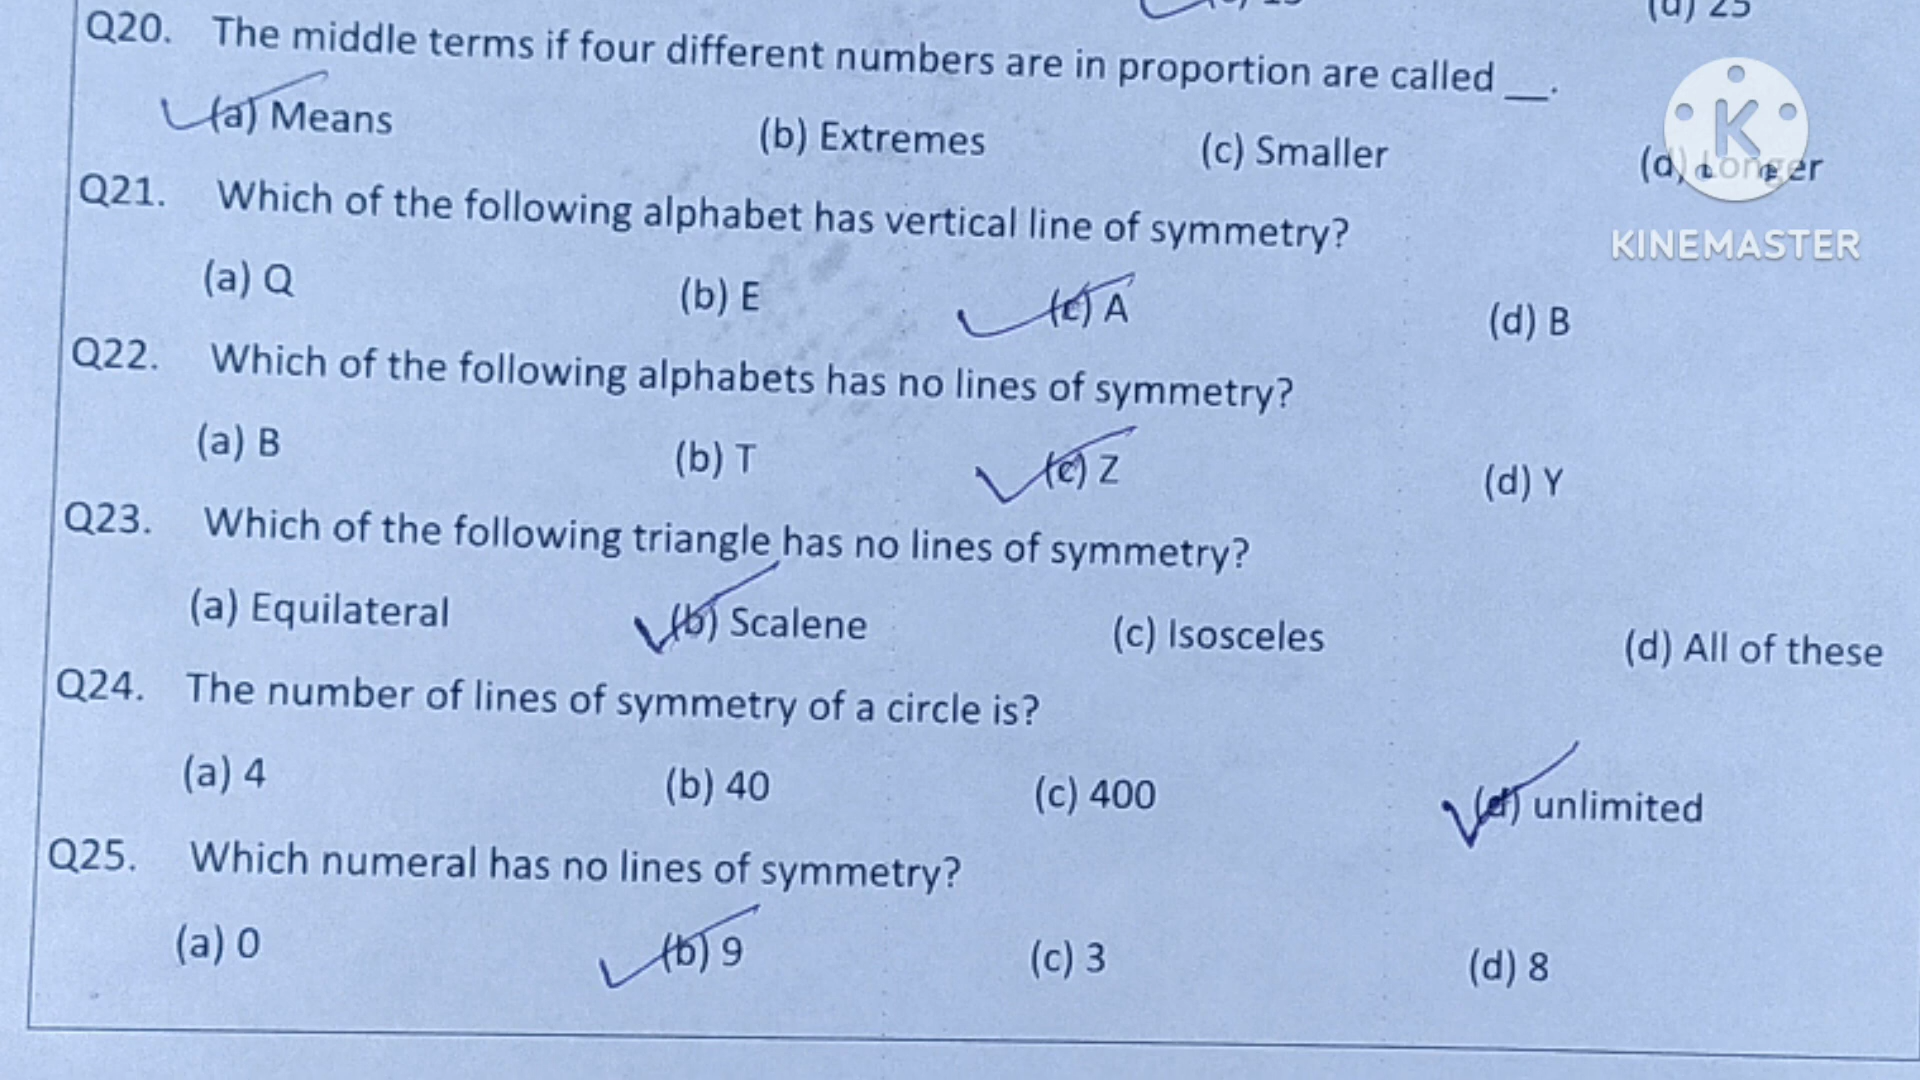 (d) 25
Q20. The middle terms if four different numbers are in proportion are called __.
(a) Means (b) Extremes (c) Smaller (d) Longer
K
KINEMASTER
Q21. Which of the following alphabet has vertical line of symmetry?
(a) Q (b) E (c) A (d) B
Q22. Which of the following alphabets has no lines of symmetry?
(a) B (b) T (c) Z (d) Y
Q23. Which of the following triangle has no lines of symmetry?
(a) Equilateral (b) Scalene (c) Isosceles (d) All of these
Q24. The number of lines of symmetry of a circle is?
(a) 4 (b) 40 (c) 400 (d) unlimited
Q25. Which numeral has no lines of symmetry?
(a) 0 (b) 9 (c) 3 (d) 8